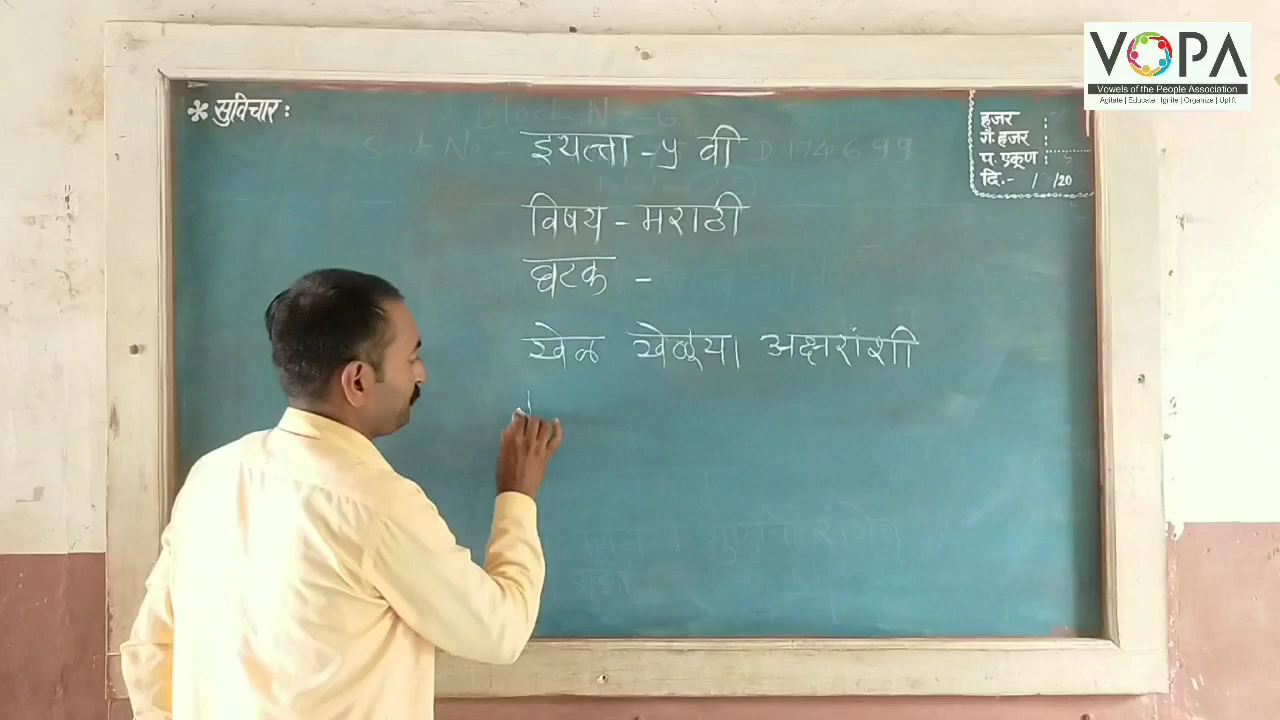 VOPA
Vowels of the People Association
Agitate | Educate | Ignite | Organize | Uplift
* सुविचार :
हजर
गै. हजर
प. एकूण :
दि. - / /20
इयत्ता - ५ वी
विषय - मराठी
घटक -
खेळ खेळूया अक्षरांशी